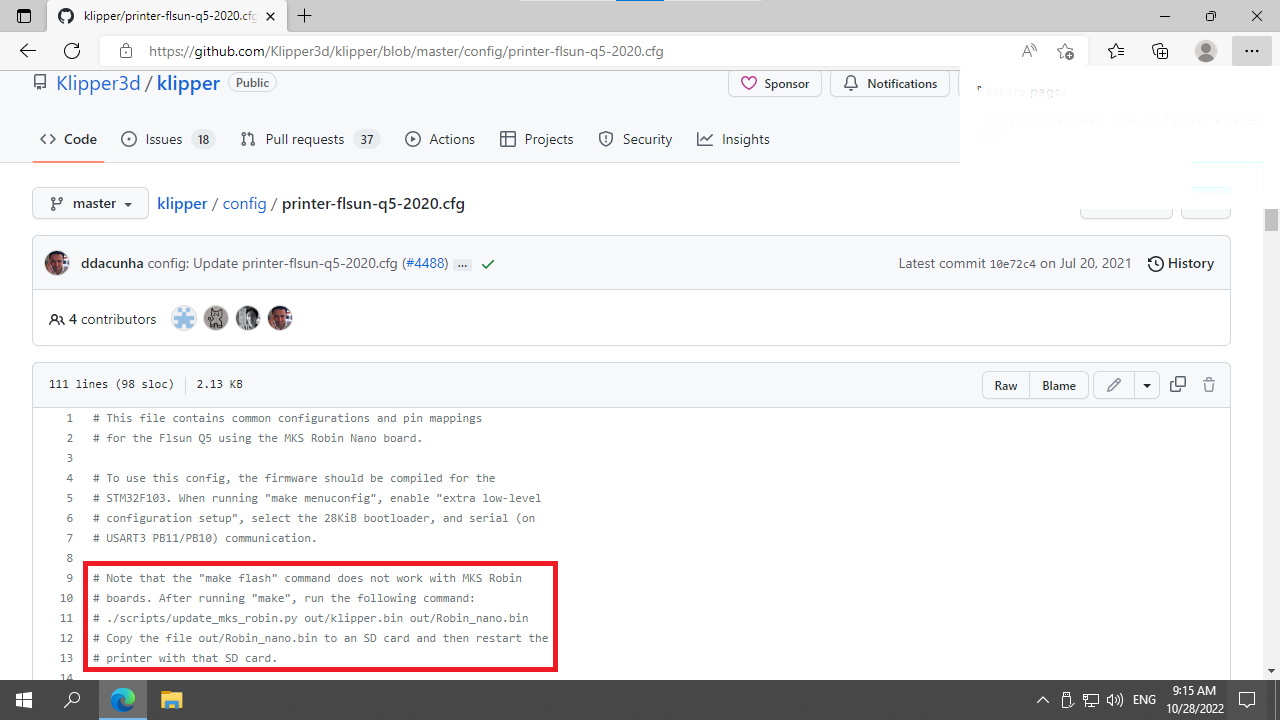 klipper/printer-flsun-q5-2020.cfg
https://github.com/Klipper3d/klipper/blob/master/config/printer-flsun-q5-2020.cfg
Klipper3d / klipper Public
Sponsor Notifications
Restore pages
Code Issues 18 Pull requests 37 Actions Projects Security Insights
master klipper / config / printer-flsun-q5-2020.cfg
ddacunha config: Update printer-flsun-q5-2020.cfg (#4488) ... Latest commit 10e72c4 on Jul 20, 2021 History
4 contributors
111 lines (98 sloc) 2.13 KB Raw Blame
1 # This file contains common configurations and pin mappings
2 # for the Flsun Q5 using the MKS Robin Nano board.
3
4 # To use this config, the firmware should be compiled for the
5 # STM32F103. When running "make menuconfig", enable "extra low-level
6 # configuration setup", select the 28KiB bootloader, and serial (on
7 # USART3 PB11/PB10) communication.
8
9 # Note that the "make flash" command does not work with MKS Robin
10 # boards. After running "make", run the following command:
11 # ./scripts/update_mks_robin.py out/klipper.bin out/Robin_nano.bin
12 # Copy the file out/Robin_nano.bin to an SD card and then restart the
13 # printer with that SD card.
14
ENG 9:15 AM
10/28/2022